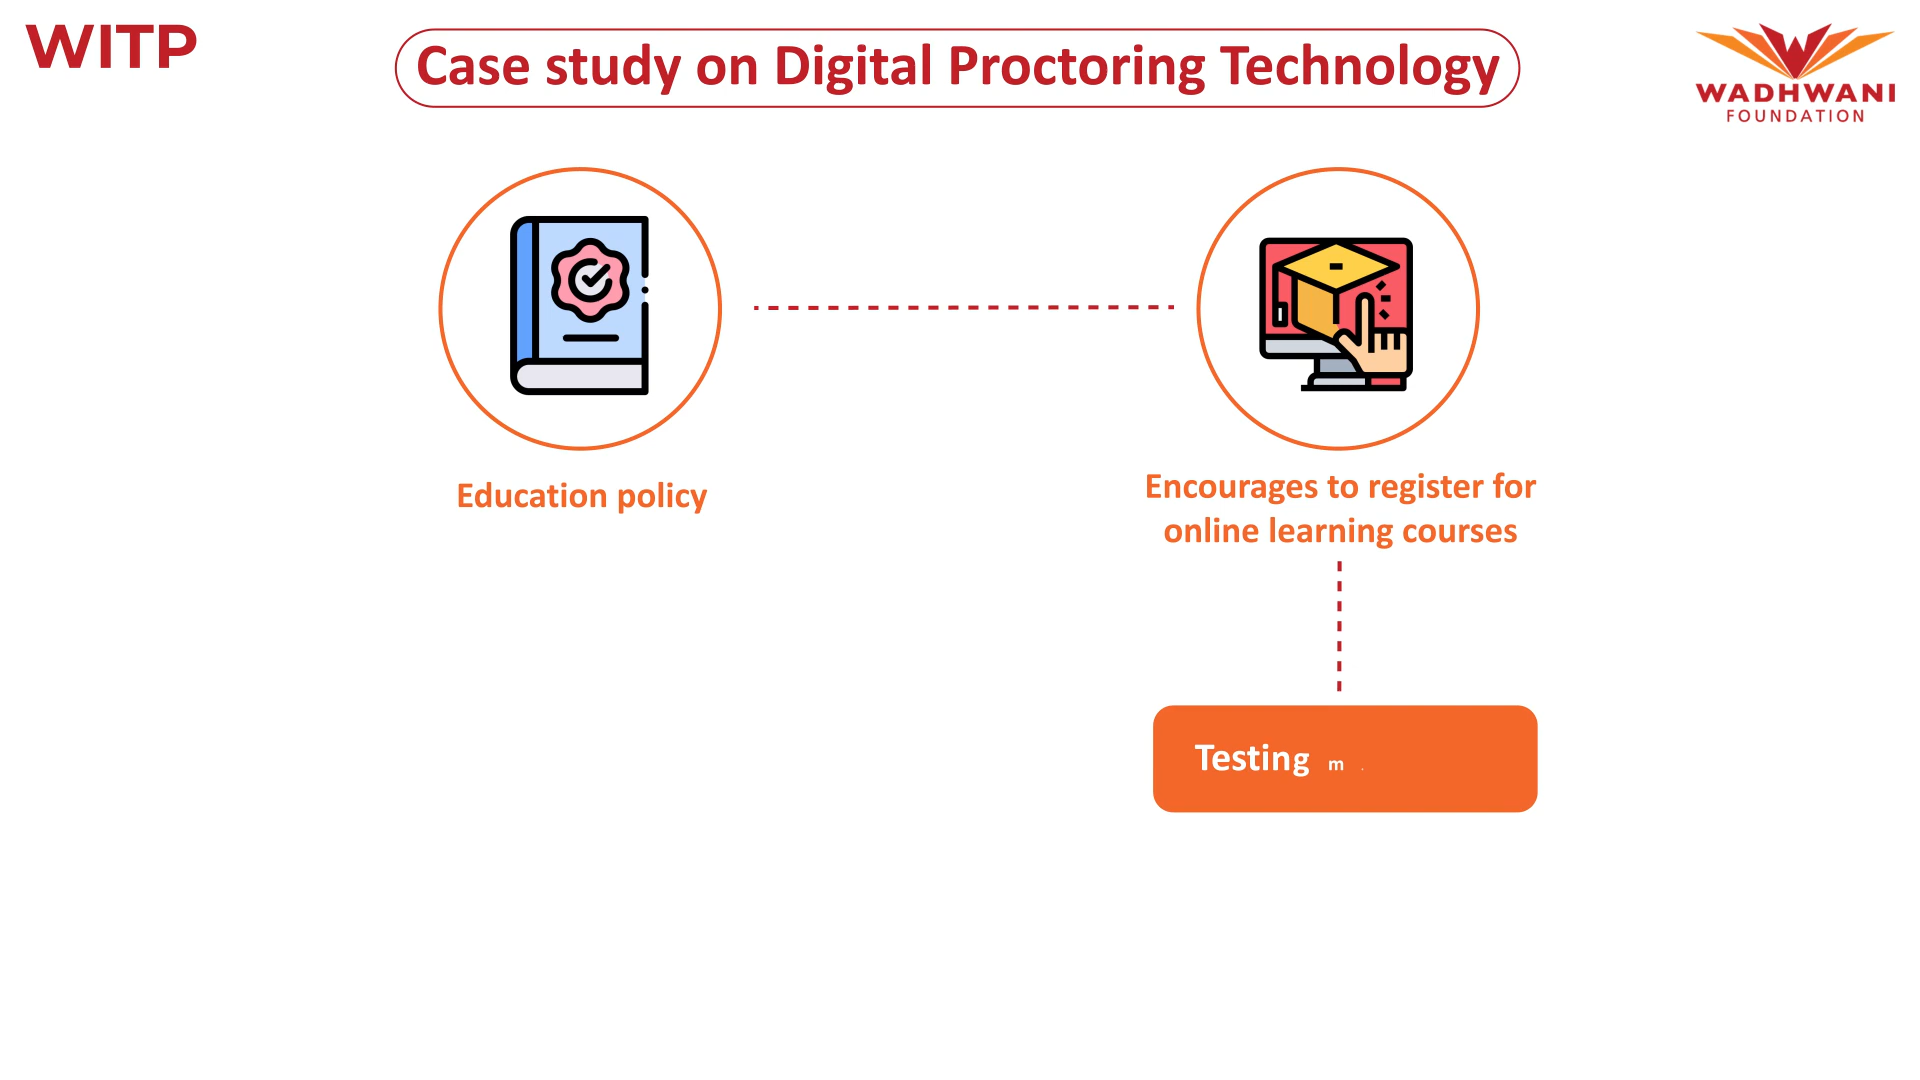 WITP
Case study on Digital Proctoring Technology
WADHWANI
FOUNDATION
Education policy
Encourages to register for
online learning courses
Testing m